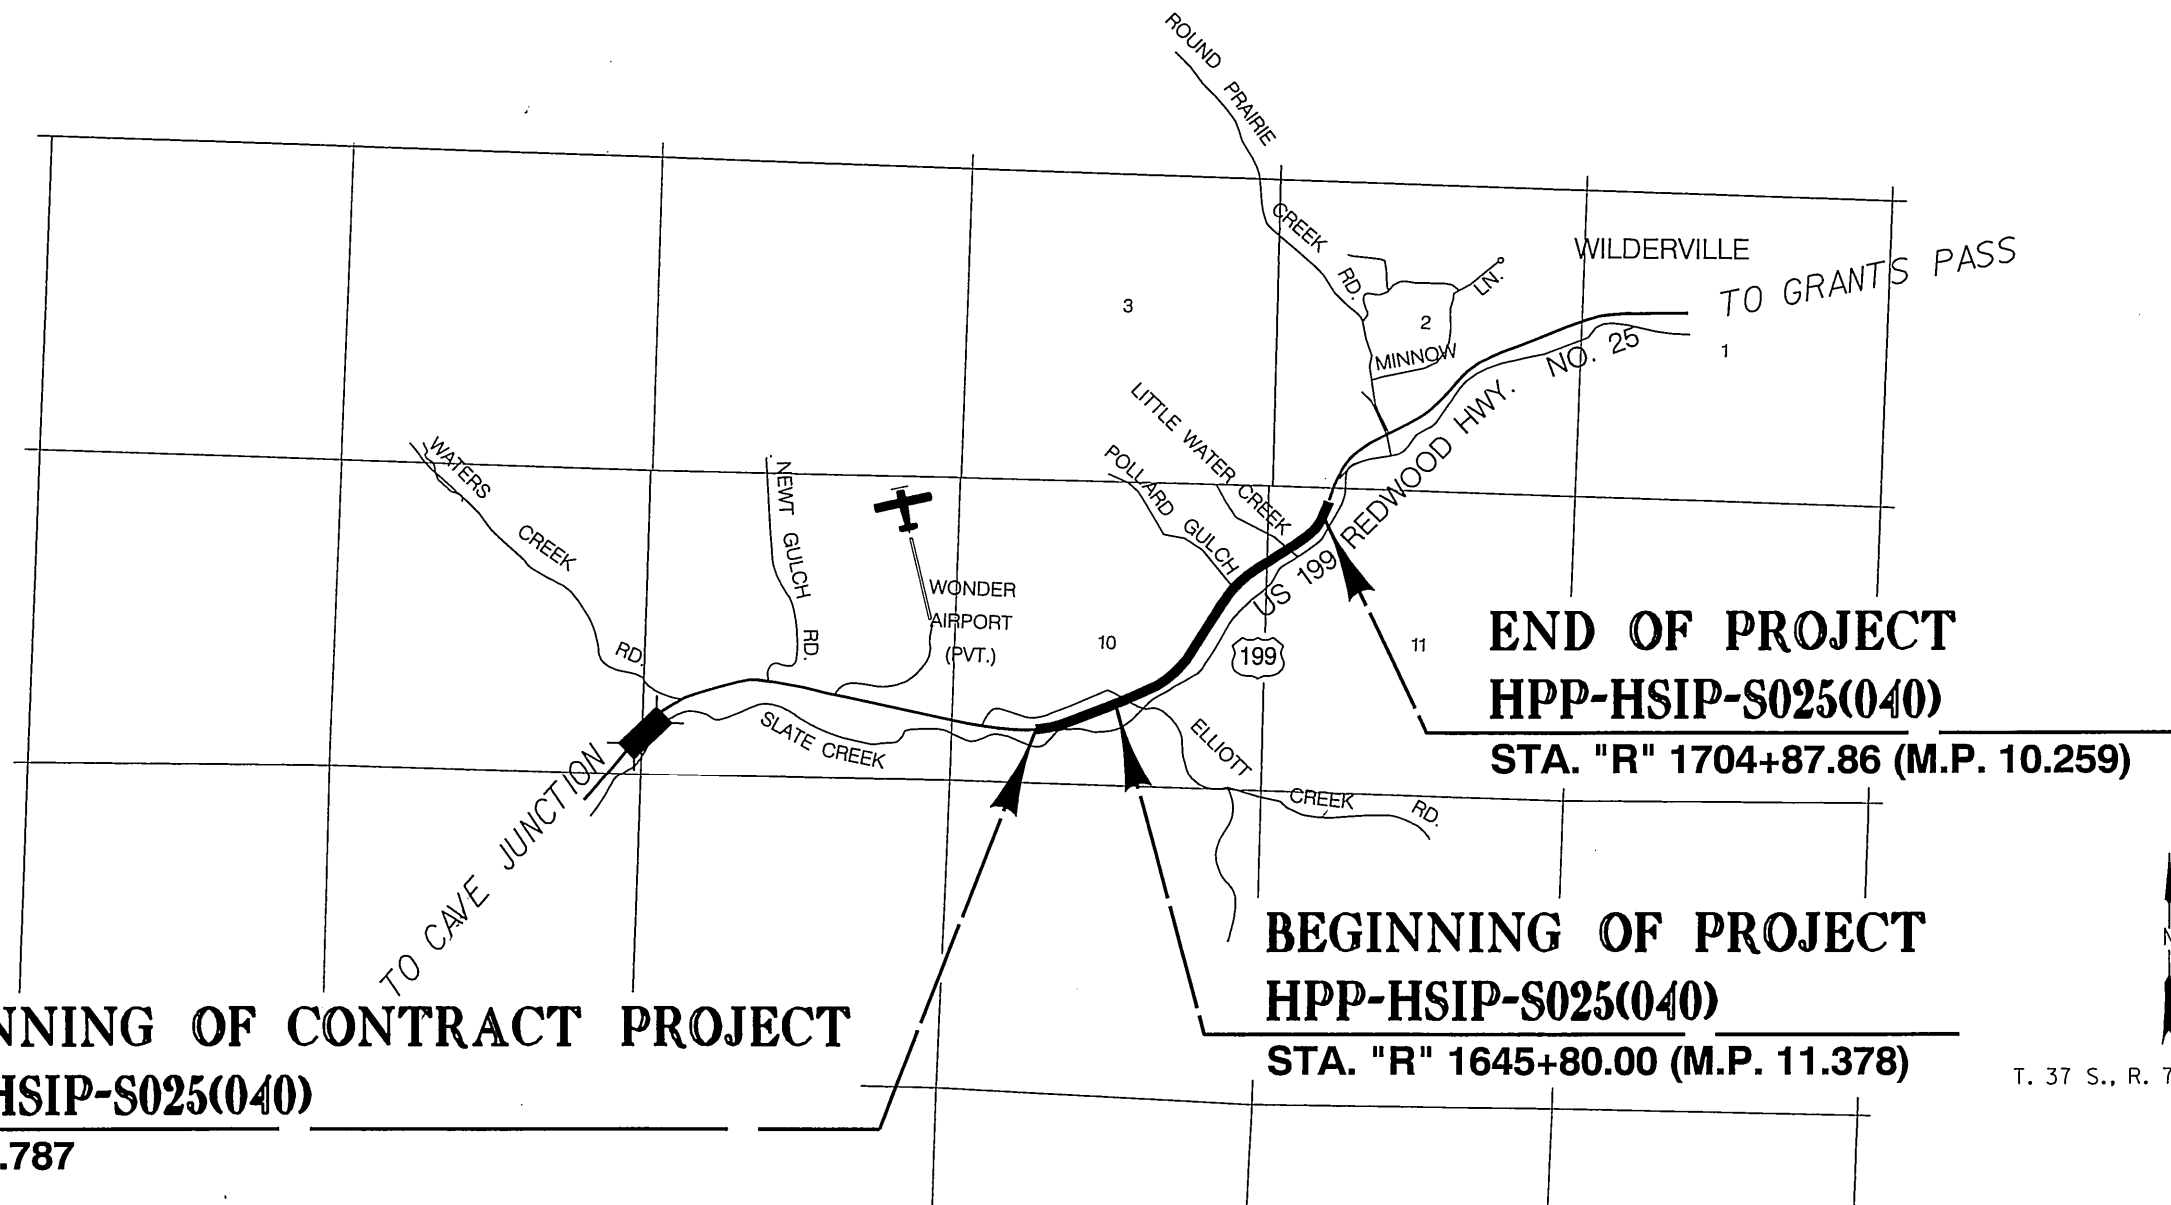 ROUND PRAIRIE CREEK RD.
WILDERVILLE
TO GRANTS PASS
LN.
3
2
1
MINNOW
NO. 25
US 199 REDWOOD HWY.
LITTLE WATER CREEK
POLLARD GULCH
WATERS CREEK RD.
NEWT GULCH RD.
WONDER
AIRPORT
(PVT.)
10
11
199
SLATE CREEK
ELLIOTT CREEK RD.
TO CAVE JUNCTION
END OF PROJECT
HPP-HSIP-S025(040)
STA. "R" 1704+87.86 (M.P. 10.259)
BEGINNING OF PROJECT
HPP-HSIP-S025(040)
STA. "R" 1645+80.00 (M.P. 11.378)
NNING OF CONTRACT PROJECT
HSIP-S025(040)
.787
N
T. 37 S., R. 7